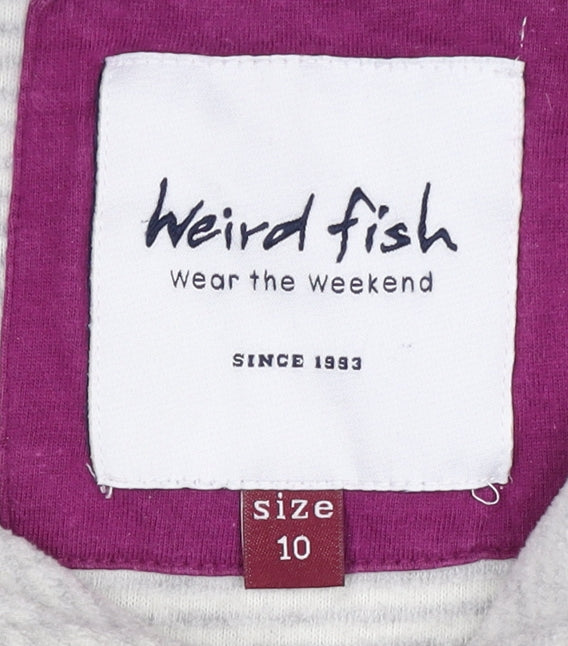 Weird fish
Wear the Weekend
SINCE 1993
size
10